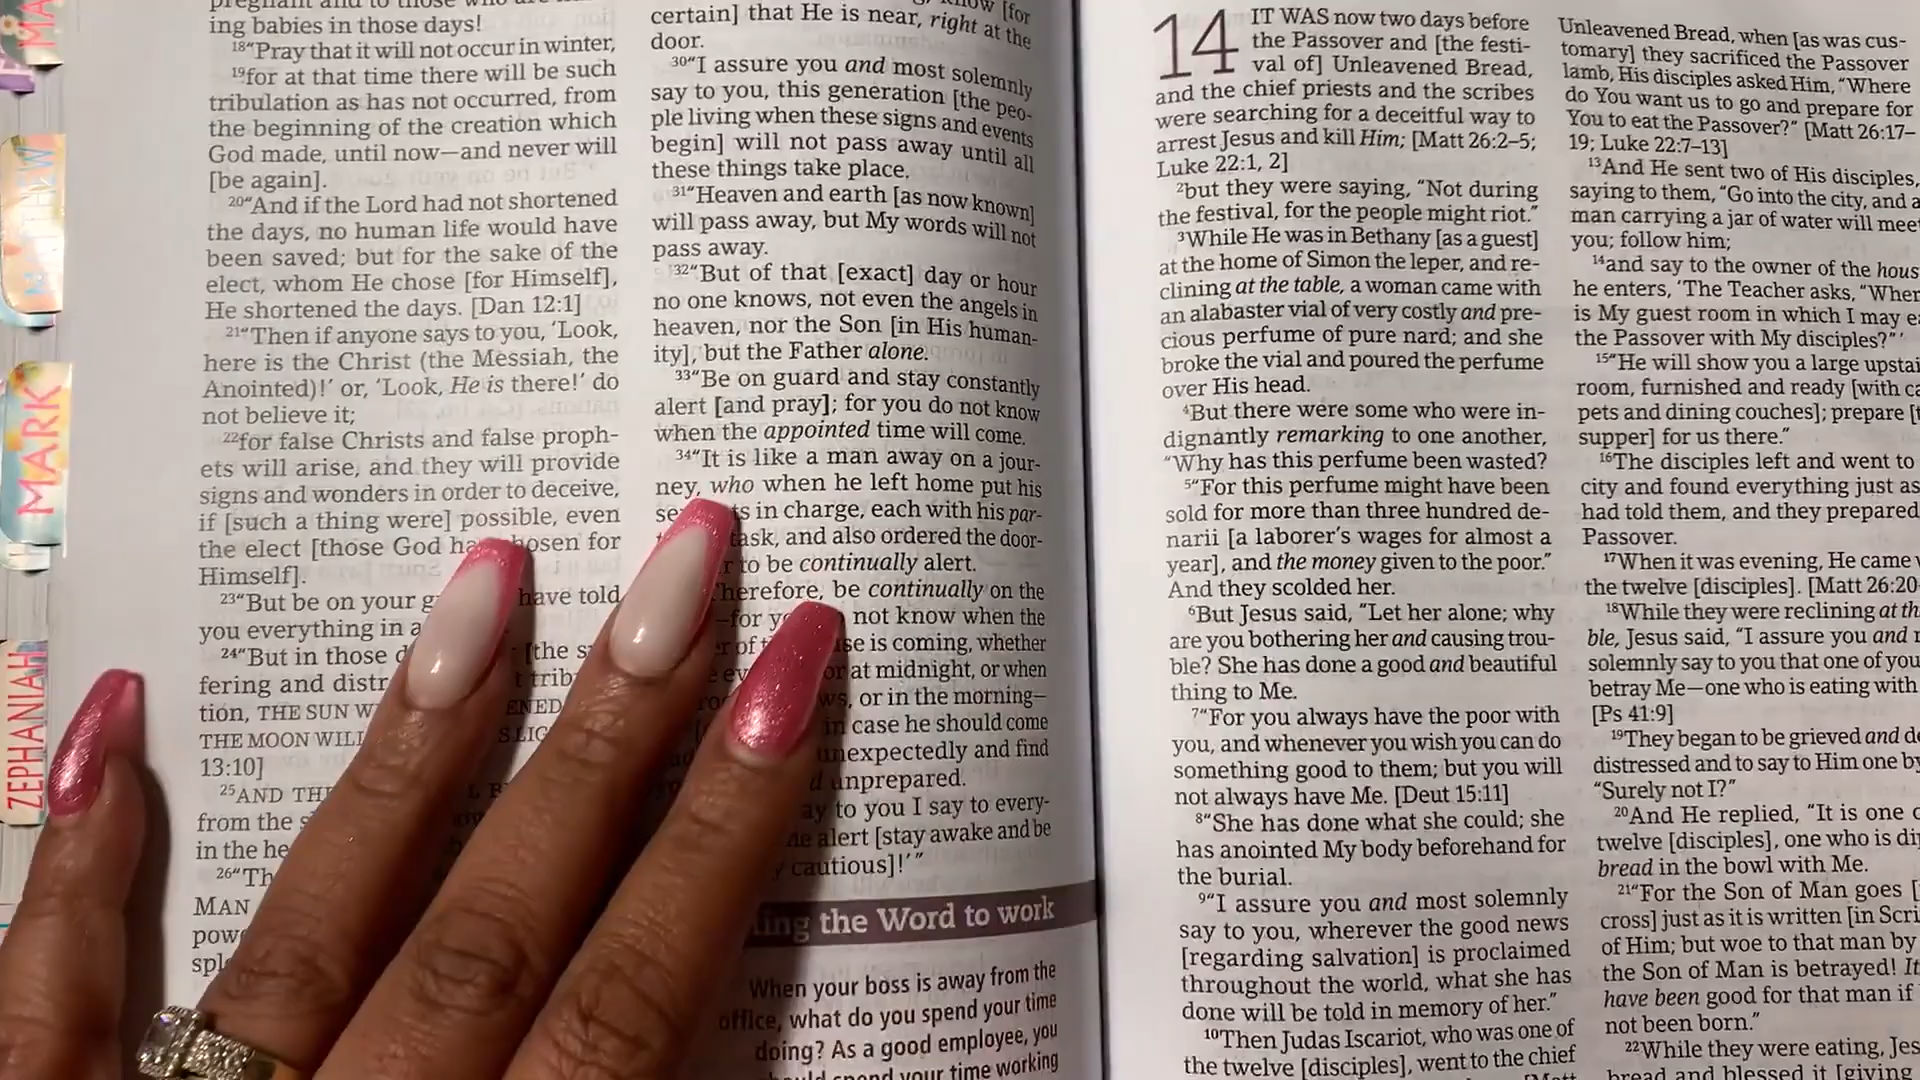 MA
MATTHEW
MARK
ZEPHANIAH
ing babies in those days!
18“Pray that it will not occur in winter,
19for at that time there will be such
tribulation as has not occurred, from
the beginning of the creation which
God made, until now—and never will
[be again].
20“And if the Lord had not shortened
the days, no human life would have
been saved; but for the sake of the
elect, whom He chose [for Himself],
He shortened the days. [Dan 12:1]
21“Then if anyone says to you, ‘Look,
here is the Christ (the Messiah, the
Anointed)!’ or, ‘Look, He is there!’ do
not believe it;
22for false Christs and false proph-
ets will arise, and they will provide
signs and wonders in order to deceive,
if [such a thing were] possible, even
the elect [those God ha hosen for
Himself].
23“But be on your g have told
you everything in a
24“But in those d [the s
fering and distr t trib
tion, THE SUN W ENED
THE MOON WILL S LIG
13:10]
25AND THE
from the s
in the he
26“Th
MAN
pow
spl
certain] that He is near, right at the
door.
30“I assure you and most solemnly
say to you, this generation [the peo-
ple living when these signs and events
begin] will not pass away until all
these things take place.
31“Heaven and earth [as now known]
will pass away, but My words will not
pass away.
32“But of that [exact] day or hour
no one knows, not even the angels in
heaven, nor the Son [in His human-
ity], but the Father alone.
33“Be on guard and stay constantly
alert [and pray]; for you do not know
when the appointed time will come.
34“It is like a man away on a jour-
ney, who when he left home put his
se ts in charge, each with his par-
task, and also ordered the door-
r to be continually alert.
herefore, be continually on the
—for y not know when the
er of t se is coming, whether
e ev or at midnight, or when
ws, or in the morning—
in case he should come
unexpectedly and find
d unprepared.
ay to you I say to every-
e alert [stay awake and be
y cautious]!’”
ing the Word to work
When your boss is away from the
office, what do you spend your time
doing? As a good employee, you
should spend your time working
14 IT WAS now two days before
the Passover and [the festi-
val of] Unleavened Bread,
and the chief priests and the scribes
were searching for a deceitful way to
arrest Jesus and kill Him; [Matt 26:2–5;
Luke 22:1, 2]
2but they were saying, “Not during
the festival, for the people might riot.”
3While He was in Bethany [as a guest]
at the home of Simon the leper, and re-
clining at the table, a woman came with
an alabaster vial of very costly and pre-
cious perfume of pure nard; and she
broke the vial and poured the perfume
over His head.
4But there were some who were in-
dignantly remarking to one another,
“Why has this perfume been wasted?
5“For this perfume might have been
sold for more than three hundred de-
narii [a laborer’s wages for almost a
year], and the money given to the poor.”
And they scolded her.
6But Jesus said, “Let her alone; why
are you bothering her and causing trou-
ble? She has done a good and beautiful
thing to Me.
7“For you always have the poor with
you, and whenever you wish you can do
something good to them; but you will
not always have Me. [Deut 15:11]
8“She has done what she could; she
has anointed My body beforehand for
the burial.
9“I assure you and most solemnly
say to you, wherever the good news
[regarding salvation] is proclaimed
throughout the world, what she has
done will be told in memory of her.”
10Then Judas Iscariot, who was one of
the twelve [disciples], went to the chief
Unleavened Bread, when [as was cus-
tomary] they sacrificed the Passover
lamb, His disciples asked Him, “Where
do You want us to go and prepare for
You to eat the Passover?” [Matt 26:17–
19; Luke 22:7–13]
13And He sent two of His disciples,
saying to them, “Go into the city, and a
man carrying a jar of water will meet
you; follow him;
14and say to the owner of the hous
he enters, ‘The Teacher asks, “Wher
is My guest room in which I may e
the Passover with My disciples?”’
15“He will show you a large upstai
room, furnished and ready [with ca
pets and dining couches]; prepare [t
supper] for us there.”
16The disciples left and went to
city and found everything just as
had told them, and they prepared
Passover.
17When it was evening, He came w
the twelve [disciples]. [Matt 26:20
18While they were reclining at th
ble, Jesus said, “I assure you and m
solemnly say to you that one of you
betray Me—one who is eating with
[Ps 41:9]
19They began to be grieved and de
distressed and to say to Him one by
“Surely not I?”
20And He replied, “It is one o
twelve [disciples], one who is dip
bread in the bowl with Me.
21“For the Son of Man goes [
cross] just as it is written [in Scri
of Him; but woe to that man by
the Son of Man is betrayed! It
have been good for that man if
not been born.”
22While they were eating, Jes
bread and blessed it [giving